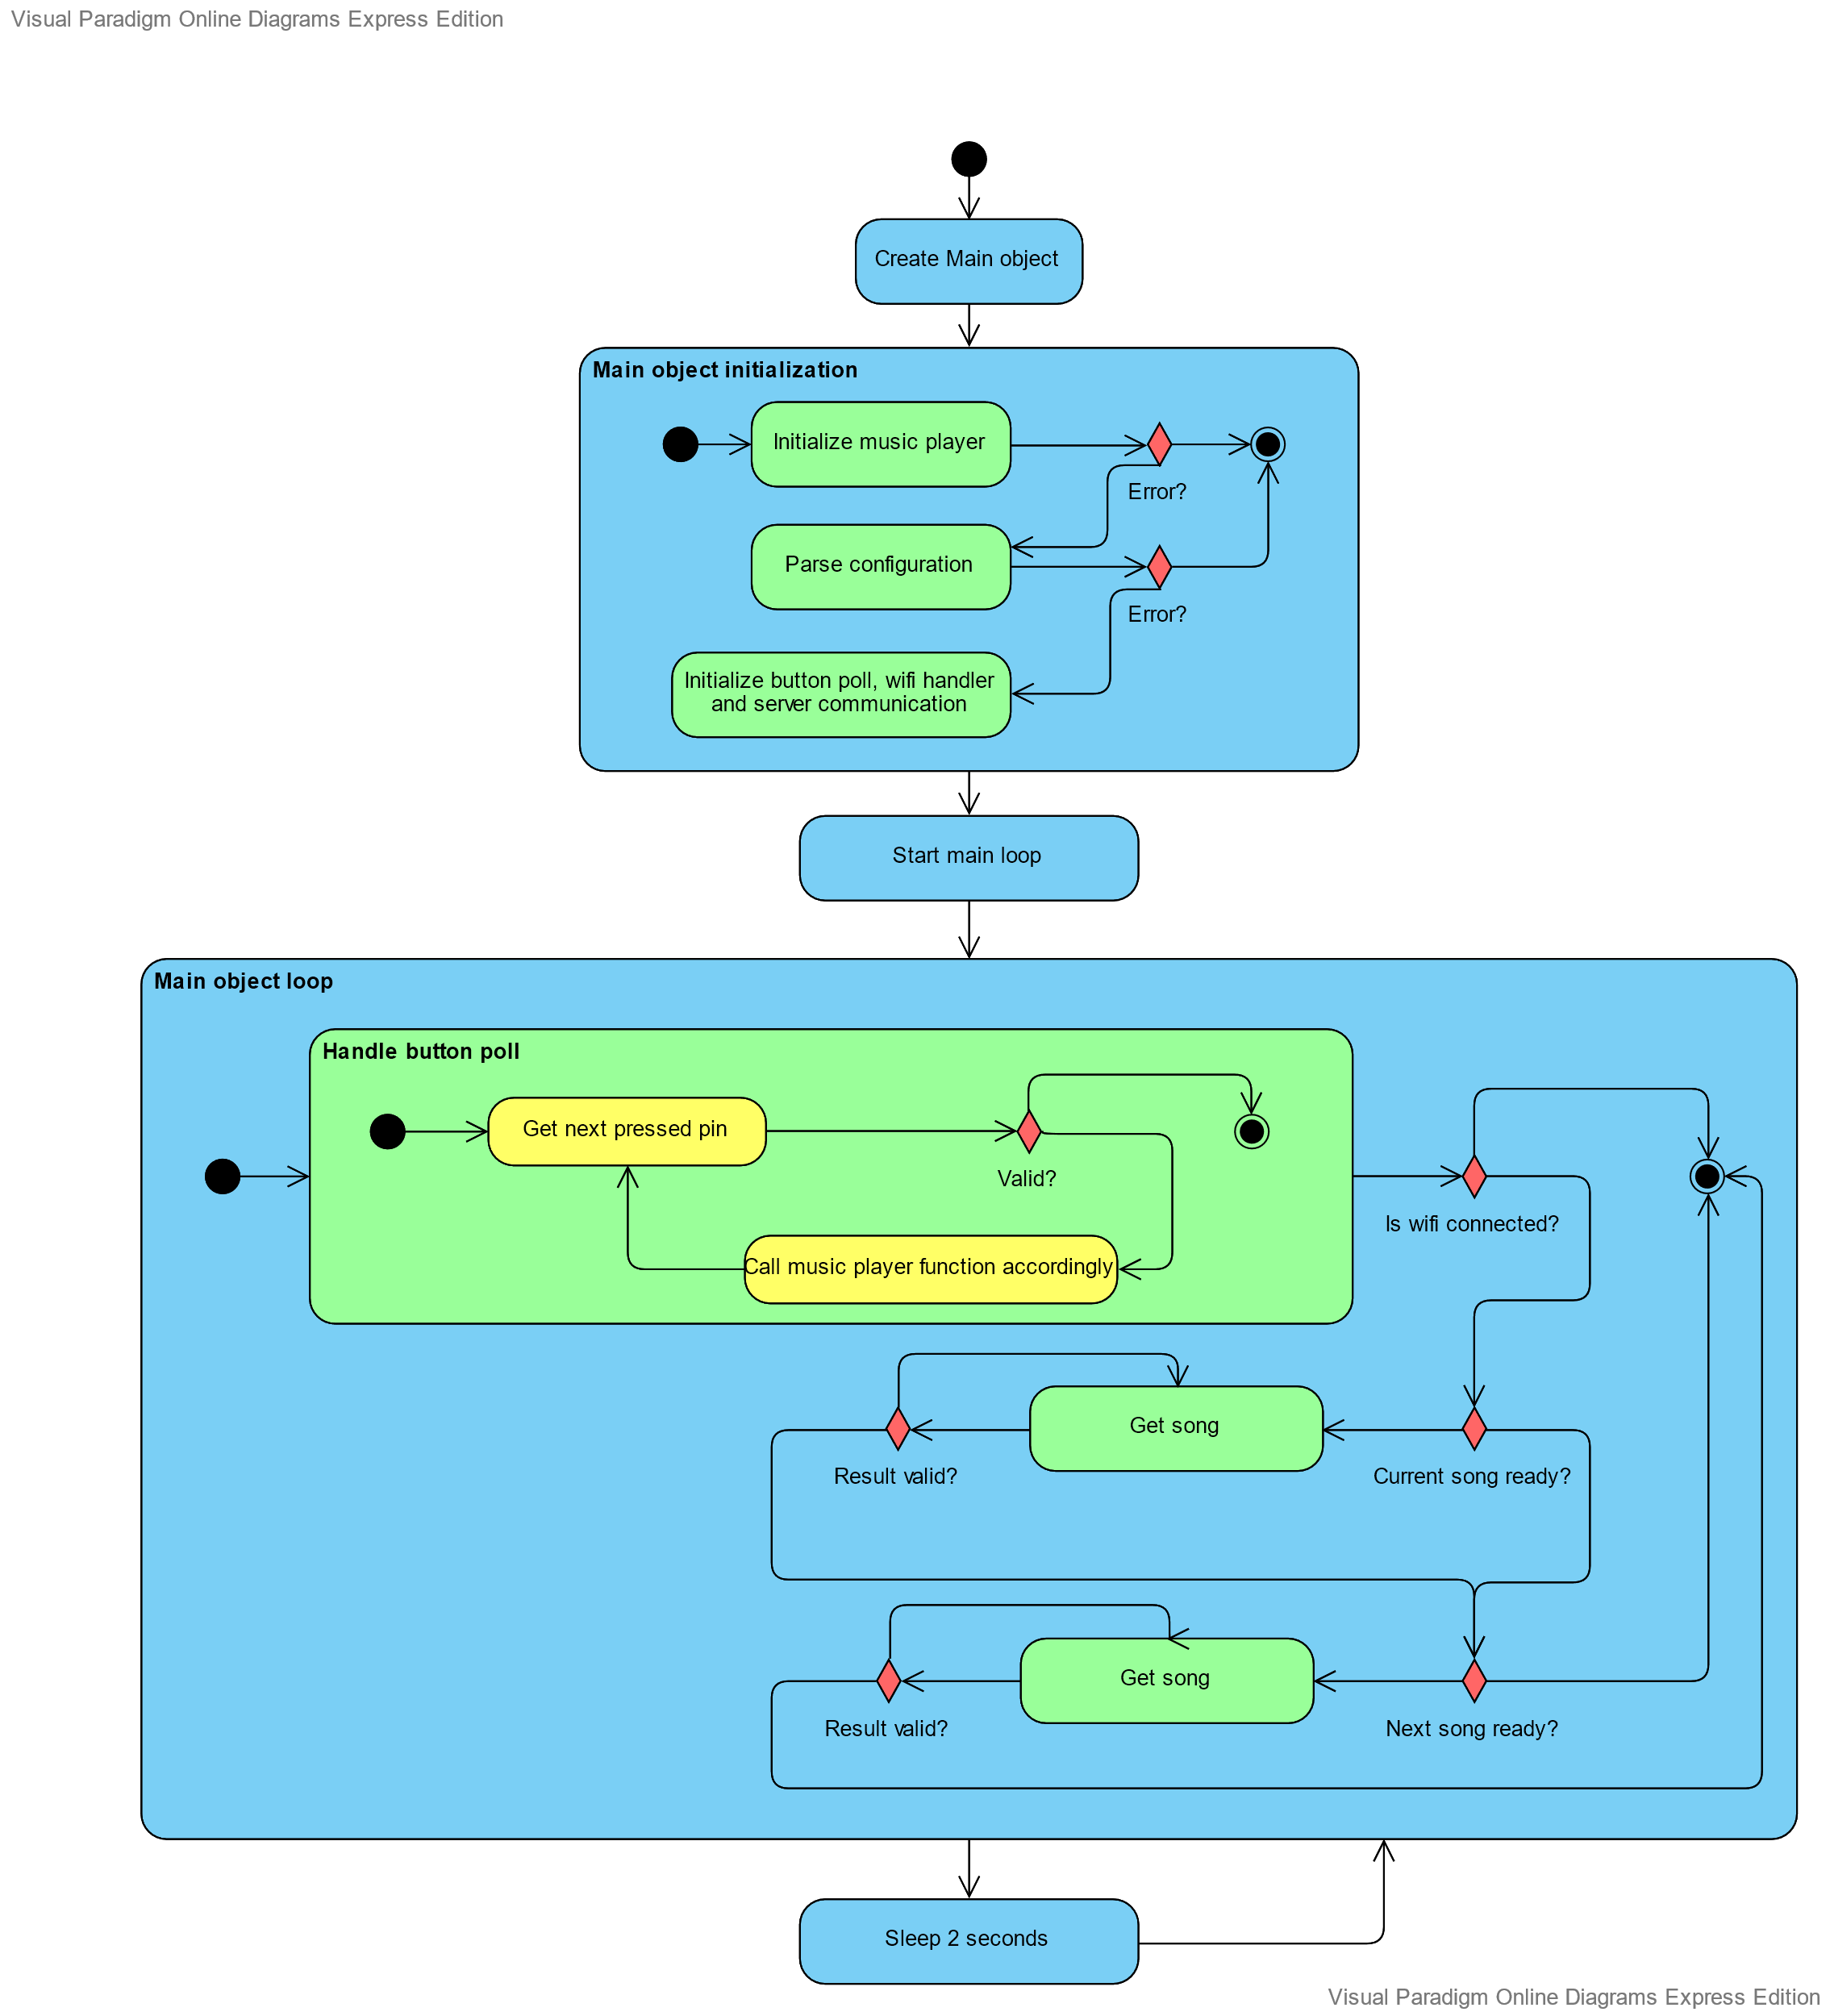 Visual Paradigm Online Diagrams Express Edition
Create Main object
Main object initialization
Initialize music player
Error?
Parse configuration
Error?
Initialize button poll, wifi handler
and server communication
Start main loop
Main object loop
Handle button poll
Get next pressed pin
Valid?
Is wifi connected?
Call music player function accordingly
Get song
Result valid?
Current song ready?
Get song
Result valid?
Next song ready?
Sleep 2 seconds
Visual Paradigm Online Diagrams Express Edition